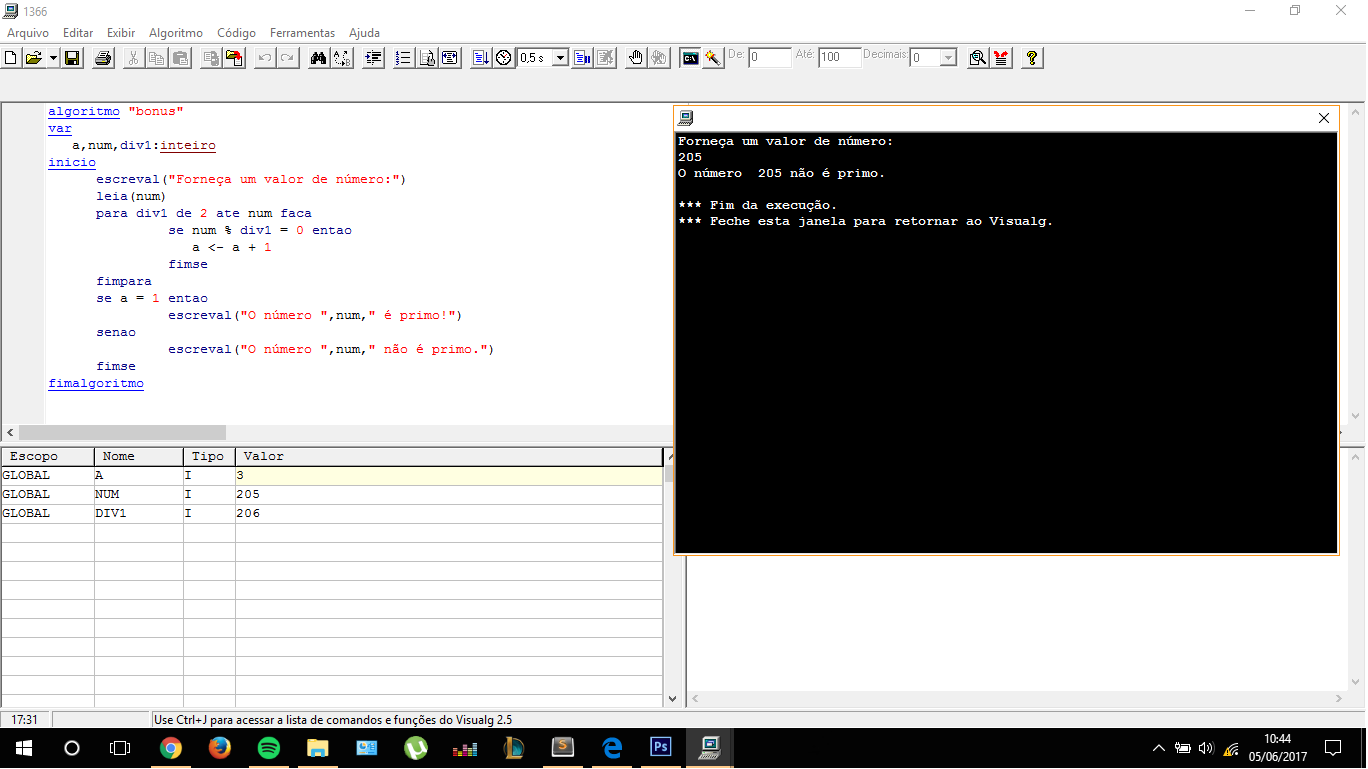 1366
Arquivo Editar Exibir Algoritmo Código Ferramentas Ajuda
0,5 s De: 0 Até: 100 Decimais: 0
algoritmo "bonus"
var
a,num,div1:inteiro
inicio
escreval("Forneça um valor de número:")
leia(num)
para div1 de 2 ate num faca
se num % div1 = 0 entao
a <- a + 1
fimse
fimpara
se a = 1 entao
escreval("O número ",num," é primo!")
senao
escreval("O número ",num," não é primo.")
fimse
fimalgoritmo
Forneça um valor de número:
205
O número  205 não é primo.
*** Fim da execução.
*** Feche esta janela para retornar ao Visualg.
Escopo Nome Tipo Valor
GLOBAL A I 3
GLOBAL NUM I 205
GLOBAL DIV1 I 206
17:31 Use Ctrl+J para acessar a lista de comandos e funções do Visualg 2.5
Ps
10:44
05/06/2017